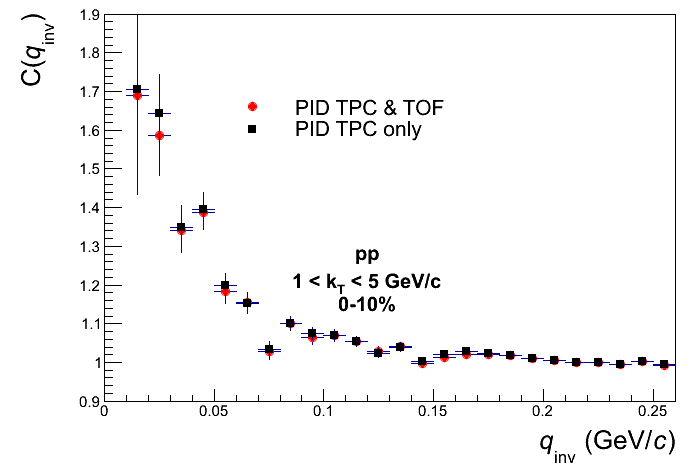 C(q_inv)
1.9
1.8
1.7
1.6
1.5
1.4
1.3
1.2
1.1
1
0.9
PID TPC & TOF
PID TPC only
pp
1 < k_T < 5 GeV/c
0-10%
0 0.05 0.1 0.15 0.2 0.25
q_inv (GeV/c)